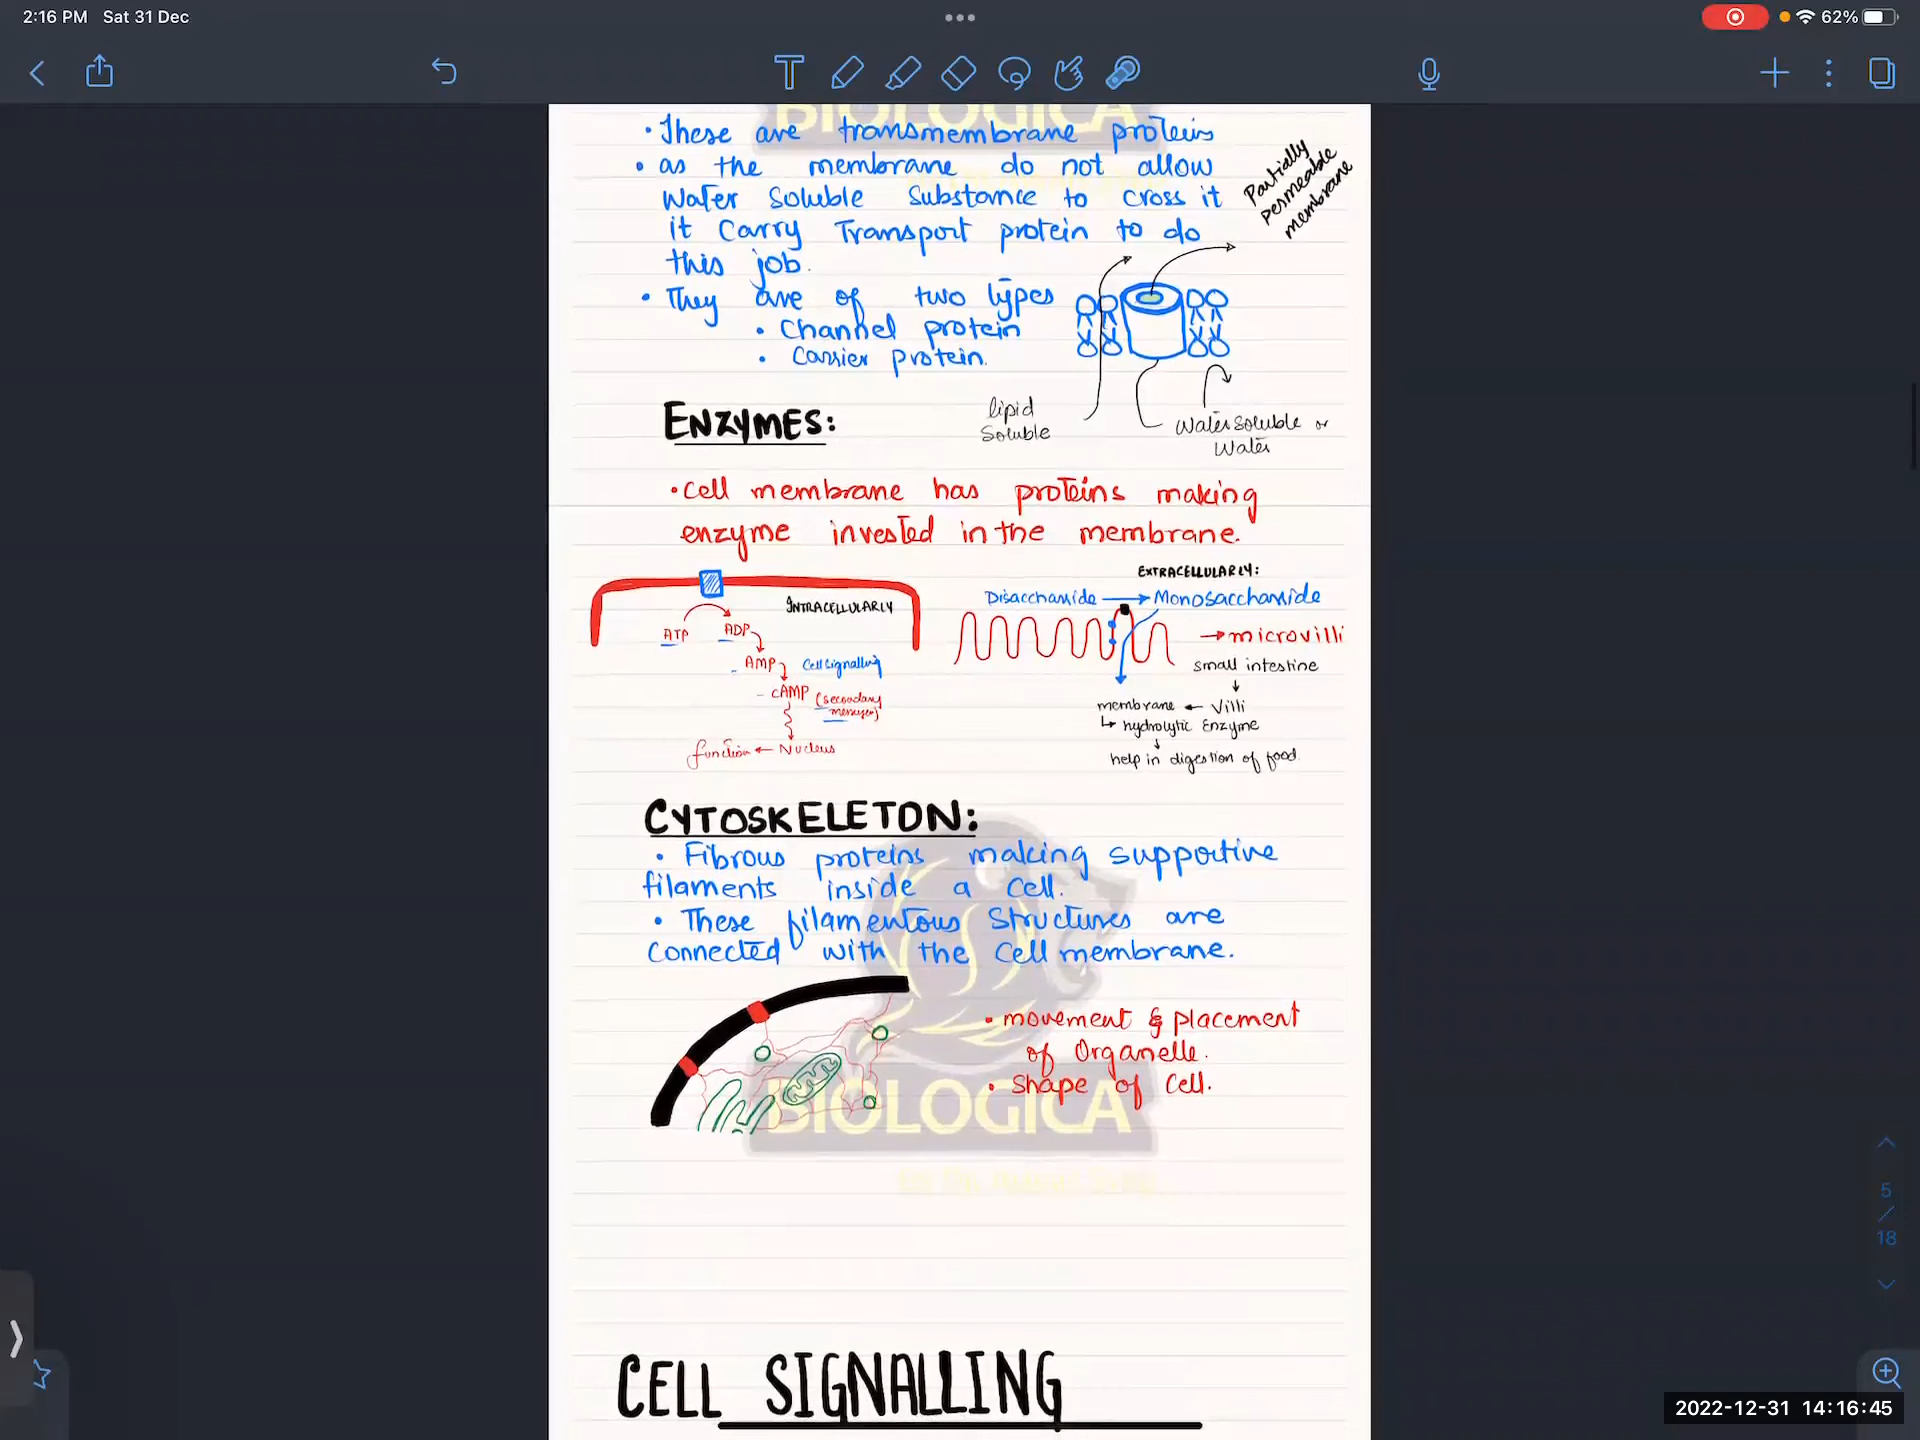 2:16 PM Sat 31 Dec
62%
BIOLOGICA
• These are transmembrane proteins
• as the membrane do not allow
Water Soluble Substance to cross it
it Carry Transport protein to do
this job.
• They are of two types
• Channel protein
• Carrier protein.
Partially
permeable
membrane
lipid
Soluble
Water soluble or
Water
ENZYMES:
• Cell membrane has proteins making
enzyme invested in the membrane.
INTRACELLULARLY
ATP ADP
AMP Cell signalling
cAMP (secondary
messenger)
function ← Nucleus
EXTRACELLULARLY:
Disaccharide → Monosaccharide
→ microvilli
small intestine
↓
membrane ← Villi
↳ hydrolytic Enzyme
↓
help in digestion of food.
CYTOSKELETON:
• Fibrous proteins making supportive
filaments inside a cell.
• These filamentous Structures are
Connected with the Cell membrane.
• movement & placement
of Organelle.
• Shape of Cell.
BIOLOGICA
5
/
18
CELL SIGNALLING
2022-12-31 14:16:45